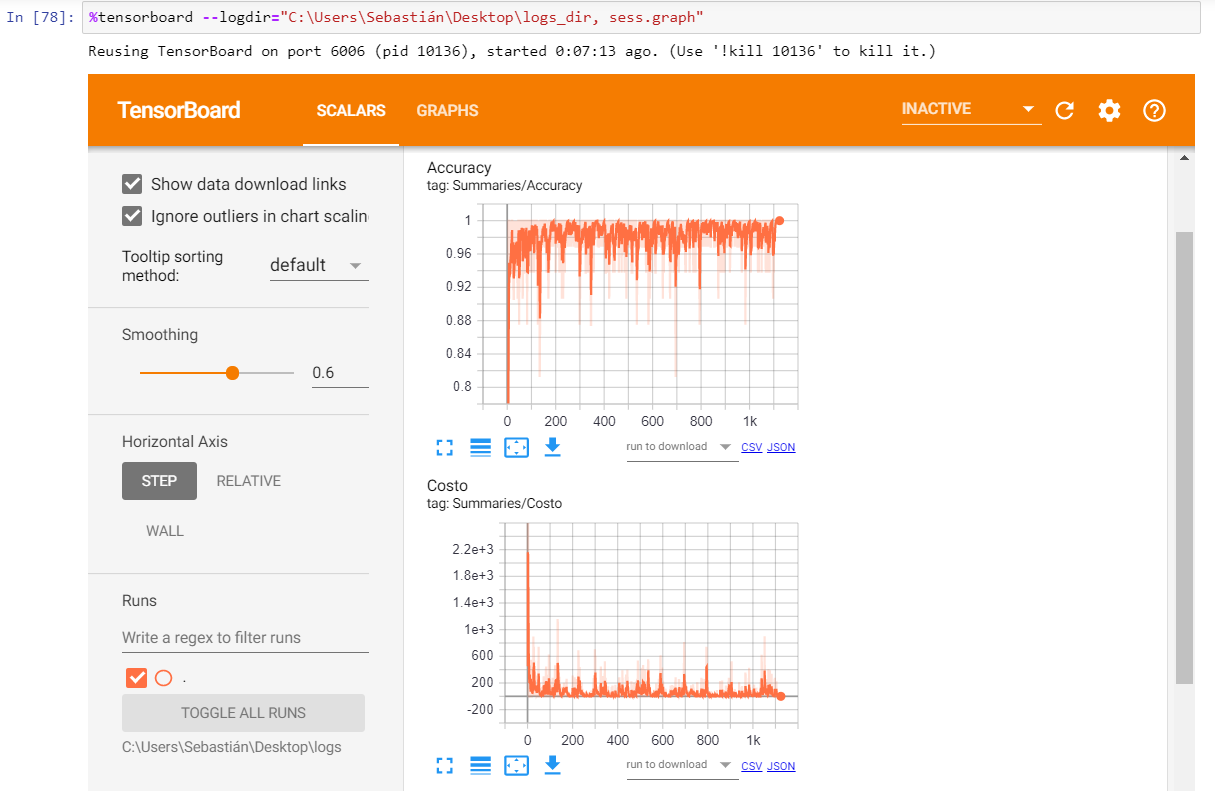 In [78]: %tensorboard --logdir="C:\Users\Sebastián\Desktop\logs_dir, sess.graph"
Reusing TensorBoard on port 6006 (pid 10136), started 0:07:13 ago. (Use '!kill 10136' to kill it.)
TensorBoard SCALARS GRAPHS INACTIVE
Show data download links
Ignore outliers in chart scalin
Tooltip sorting
method: default
Smoothing
0.6
Horizontal Axis
STEP RELATIVE
WALL
Runs
Write a regex to filter runs
.
TOGGLE ALL RUNS
C:\Users\Sebastián\Desktop\logs
Accuracy
tag: Summaries/Accuracy
1
0.96
0.92
0.88
0.84
0.8
0 200 400 600 800 1k
run to download CSV JSON
Costo
tag: Summaries/Costo
2.2e+3
1.8e+3
1.4e+3
1e+3
600
200
-200
0 200 400 600 800 1k
run to download CSV JSON